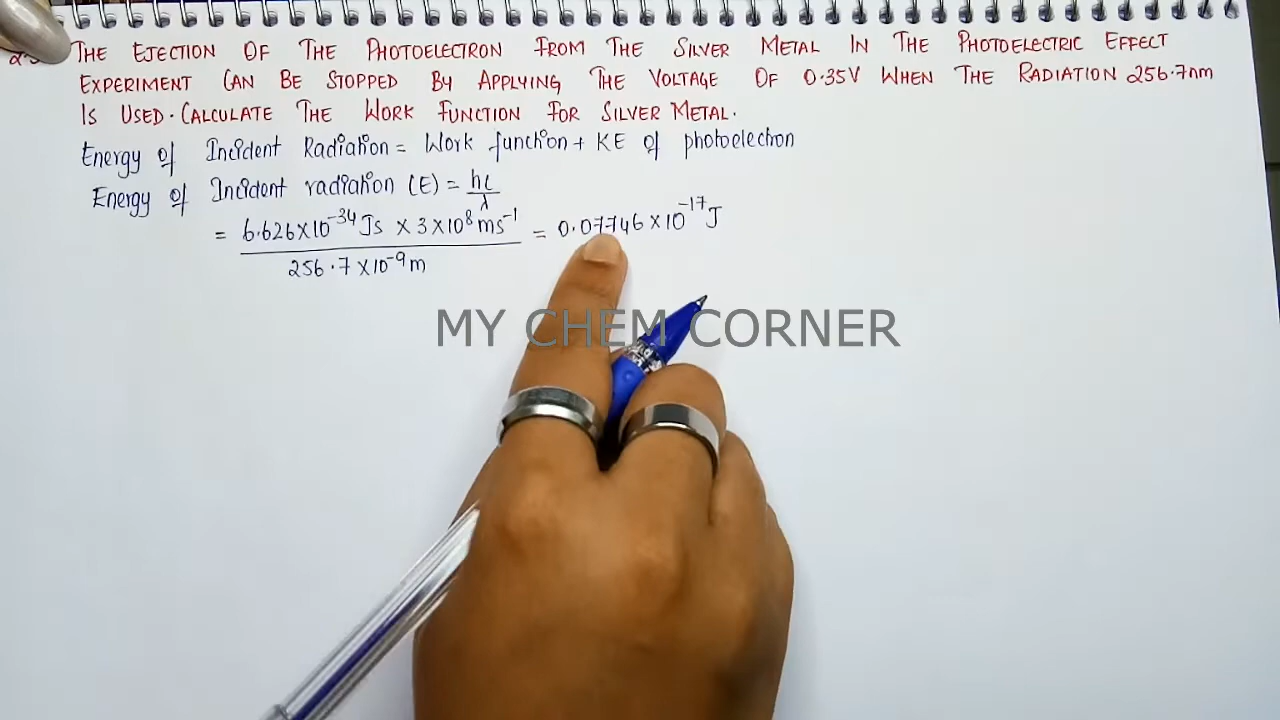 THE EJECTION OF THE PHOTOELECTRON FROM THE SILVER METAL IN THE PHOTOELECTRIC EFFECT
EXPERIMENT CAN BE STOPPED BY APPLYING THE VOLTAGE OF 0.35V WHEN THE RADIATION 256.7nm
IS USED. CALCULATE THE WORK FUNCTION FOR SILVER METAL.
Energy of Incident Radiation = Work function + KE of photoelectron
Energy of Incident radiation (E) = hc/λ
= 6.626×10⁻³⁴ Js × 3×10⁸ ms⁻¹ / 256.7×10⁻⁹ m = 0.07746×10⁻¹⁷ J
MY CHEM CORNER